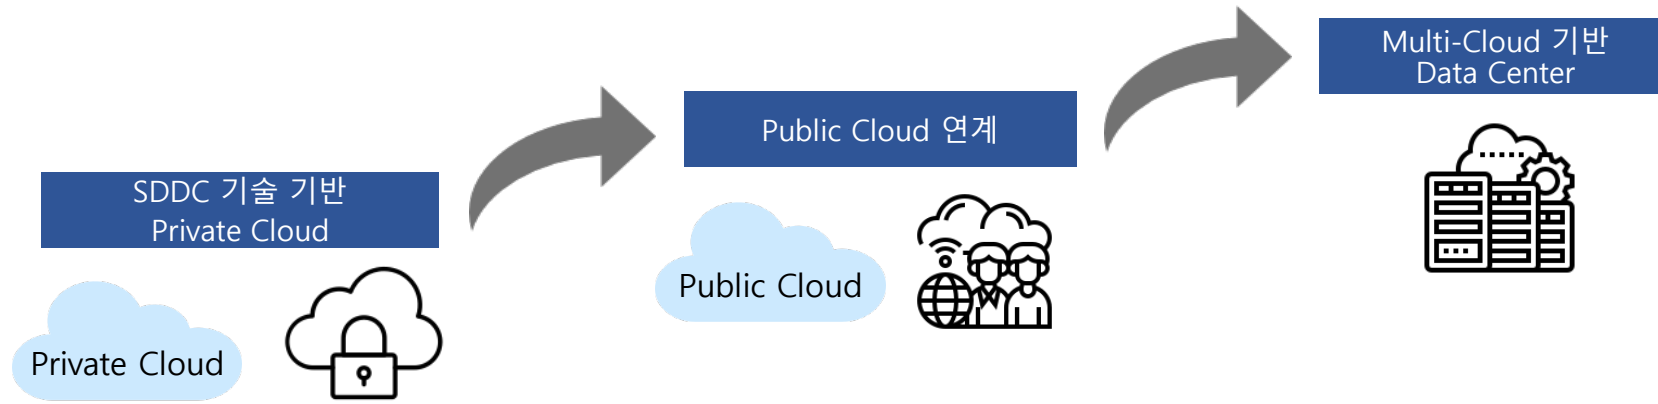 SDDC 기술 기반
Private Cloud
Private Cloud
Public Cloud 연계
Public Cloud
Multi-Cloud 기반
Data Center